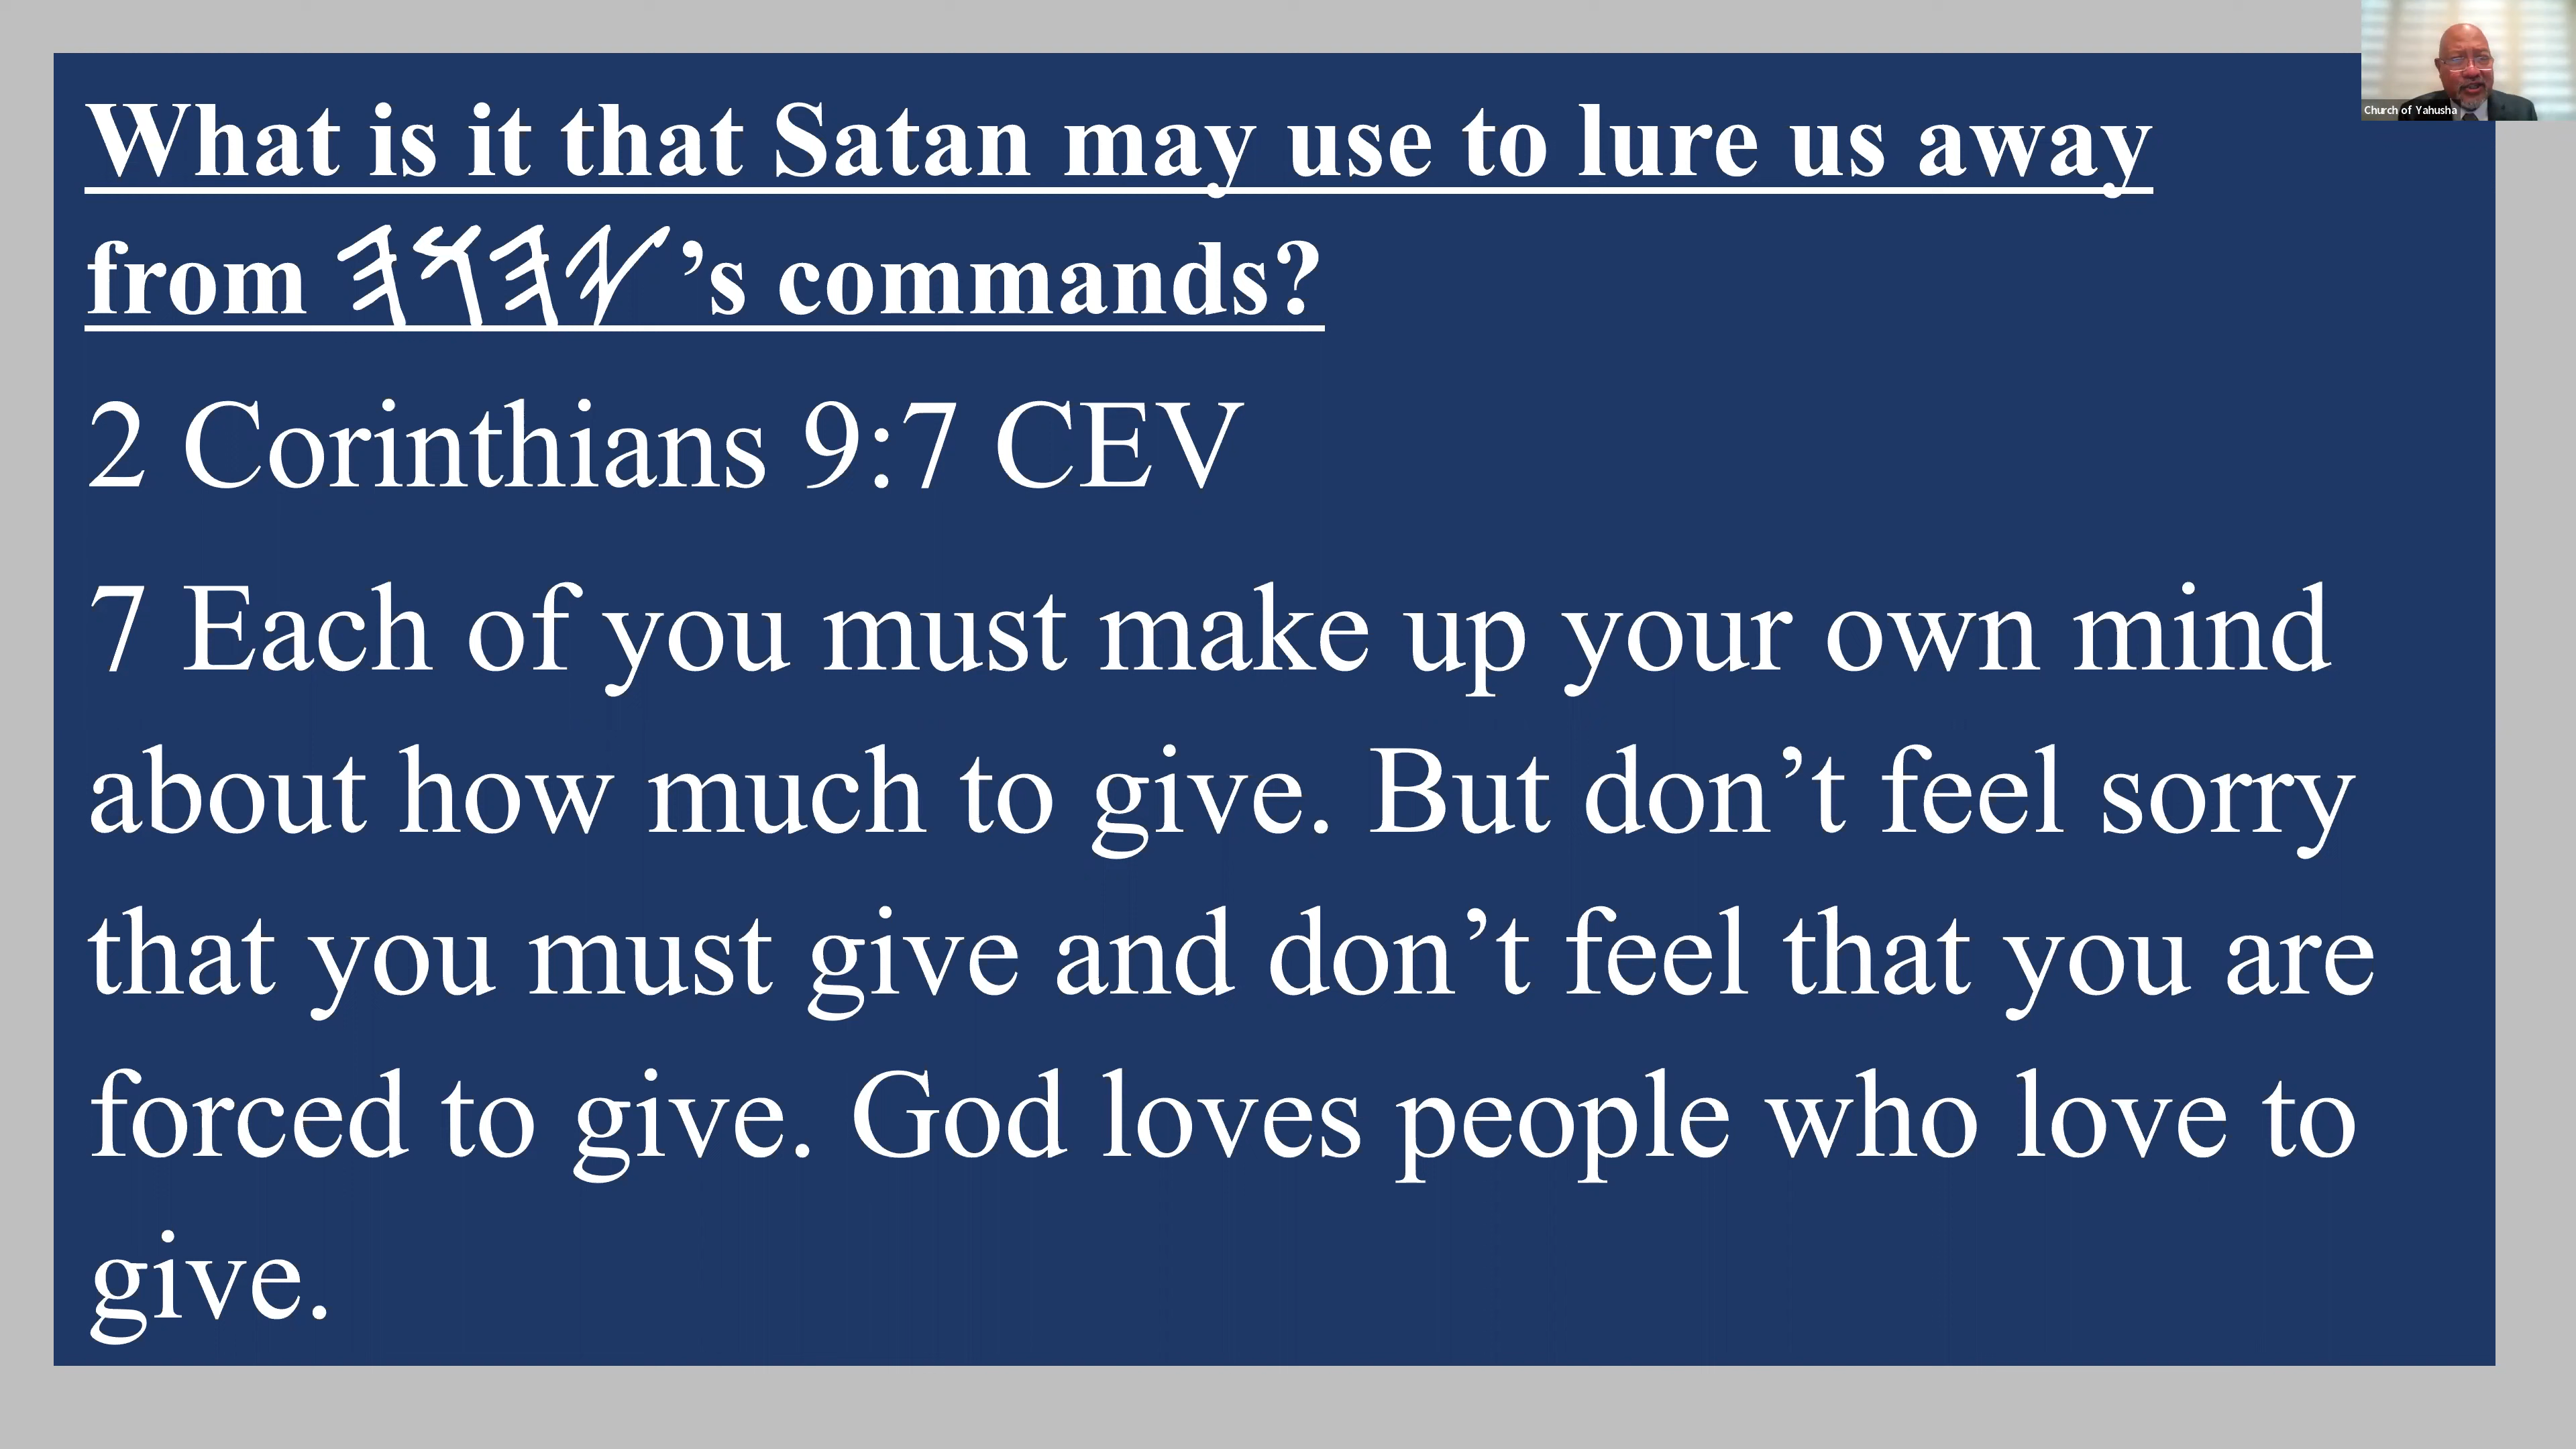 What is it that Satan may use to lure us away
from 𐤉𐤄𐤅𐤄’s commands?
2 Corinthians 9:7 CEV
7 Each of you must make up your own mind
about how much to give. But don’t feel sorry
that you must give and don’t feel that you are
forced to give. God loves people who love to
give.
Church of Yahusha